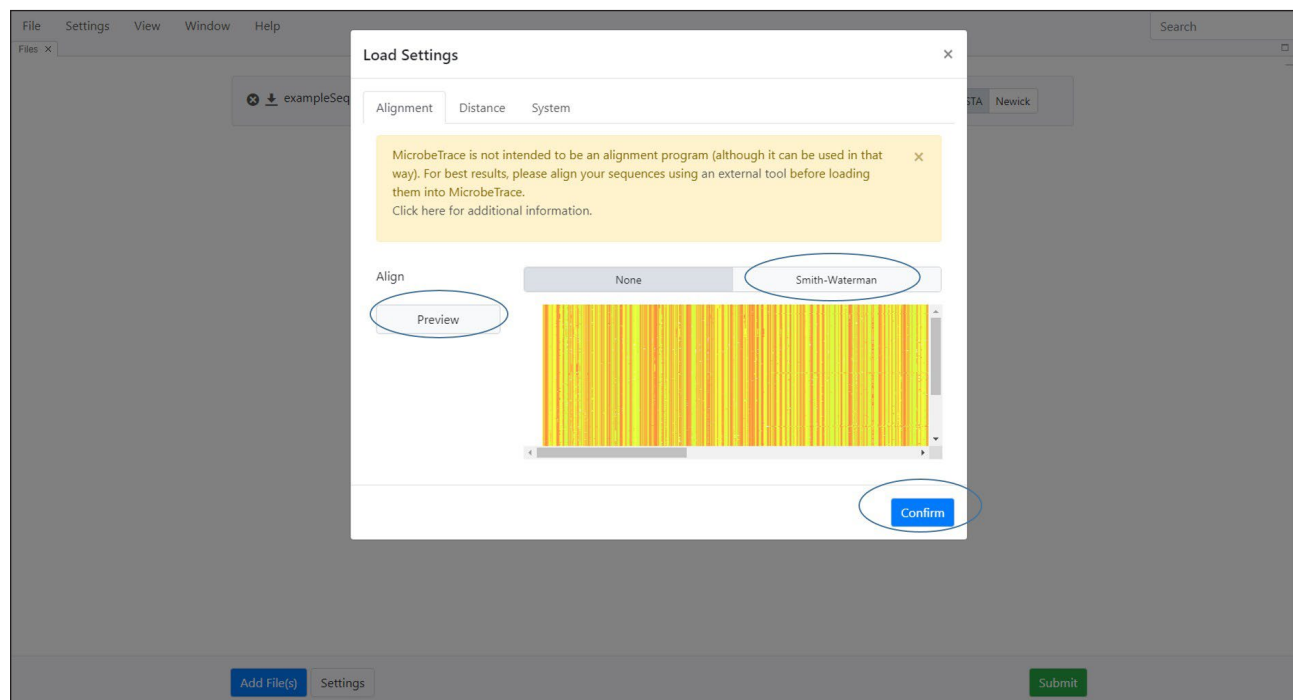 File Settings View Window Help Search
Files ×
Load Settings ×
exampleSeq STA Newick
Alignment Distance System
MicrobeTrace is not intended to be an alignment program (although it can be used in that
way). For best results, please align your sequences using an external tool before loading
them into MicrobeTrace.
Click here for additional information.
Align None Smith-Waterman
Preview
Confirm
Add File(s) Settings Submit